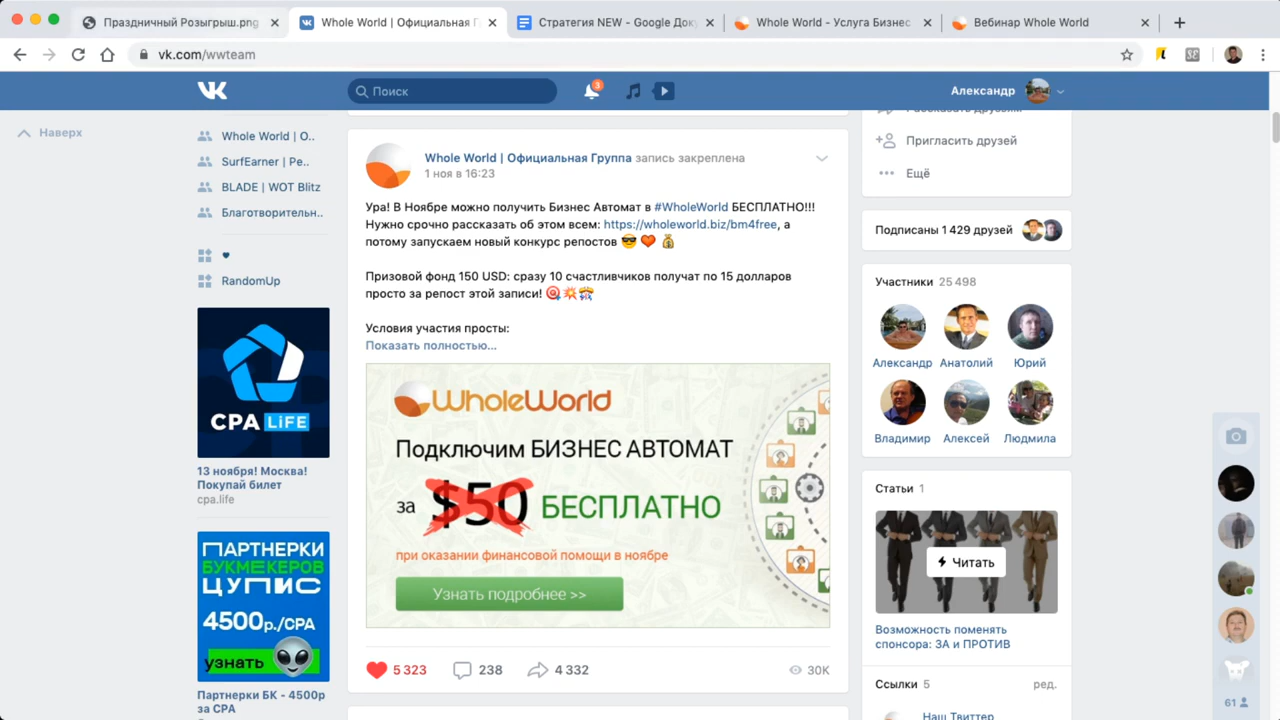 Праздничный Розыгрыш.png
Whole World | Официальная Г
Стратегия NEW - Google Док
Whole World - Услуга Бизнес
Вебинар Whole World
vk.com/wwteam
Поиск
3
Александр
Наверх
Whole World | О..
SurfEarner | Ре..
BLADE | WOT Blitz
Благотворительн..
RandomUp
CPA LiFE
13 ноября! Москва!
Покупай билет
cpa.life
ПАРТНЕРКИ
БУКМЕКЕРОВ
ЦУПИС
4500р./CPA
узнать
Партнерки БК - 4500р
за CPA
Whole World | Официальная Группа запись закреплена
1 ноя в 16:23
Ура! В Ноябре можно получить Бизнес Автомат в #WholeWorld БЕСПЛАТНО!!!
Нужно срочно рассказать об этом всем: https://wholeworld.biz/bm4free, а
потому запускаем новый конкурс репостов
Призовой фонд 150 USD: сразу 10 счастливчиков получат по 15 долларов
просто за репост этой записи!
Условия участия просты:
Показать полностью...
WholeWorld
Подключим БИЗНЕС АВТОМАТ
за $50 БЕСПЛАТНО
при оказании финансовой помощи в ноябре
Узнать подробнее >>
5 323
238
4 332
30K
Рассказать друзьям
Пригласить друзей
Ещё
Подписаны 1 429 друзей
Участники 25 498
Александр Анатолий Юрий
Владимир Алексей Людмила
Статьи 1
Читать
Возможность поменять
спонсора: ЗА и ПРОТИВ
Ссылки 5 ред.
Наш Твиттер
61